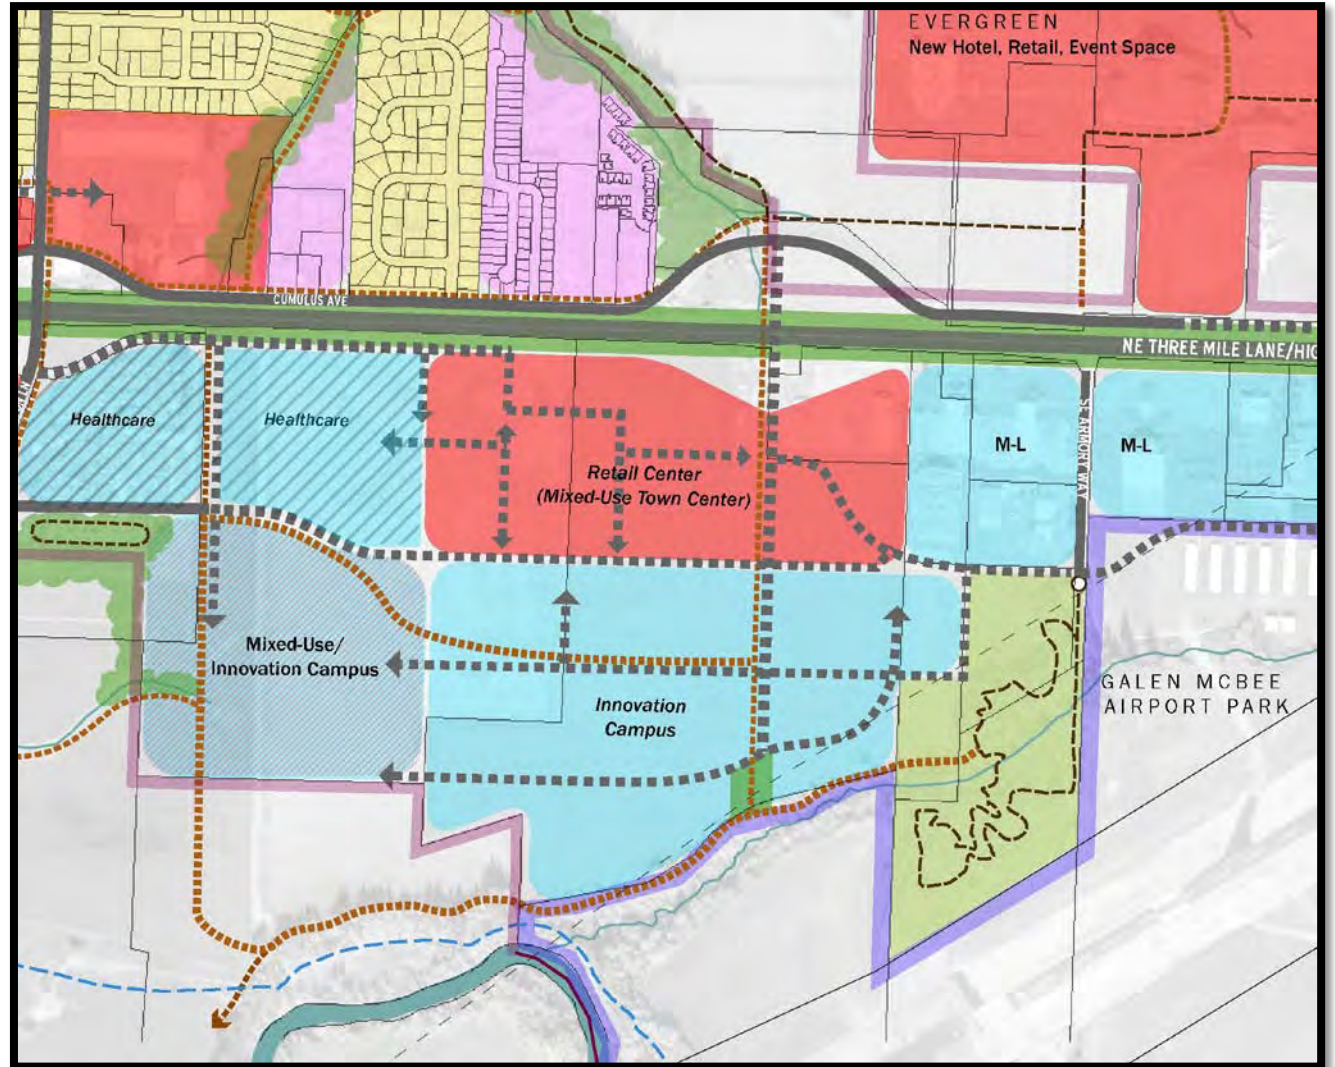 EVERGREEN
New Hotel, Retail, Event Space
CUMULUS AVE
NE THREE MILE LANE/HIG
Healthcare
Healthcare
Retail Center
(Mixed-Use Town Center)
M-L
SE ARMORY WAY
M-L
Mixed-Use/
Innovation Campus
Innovation
Campus
GALEN MCBEE
AIRPORT PARK